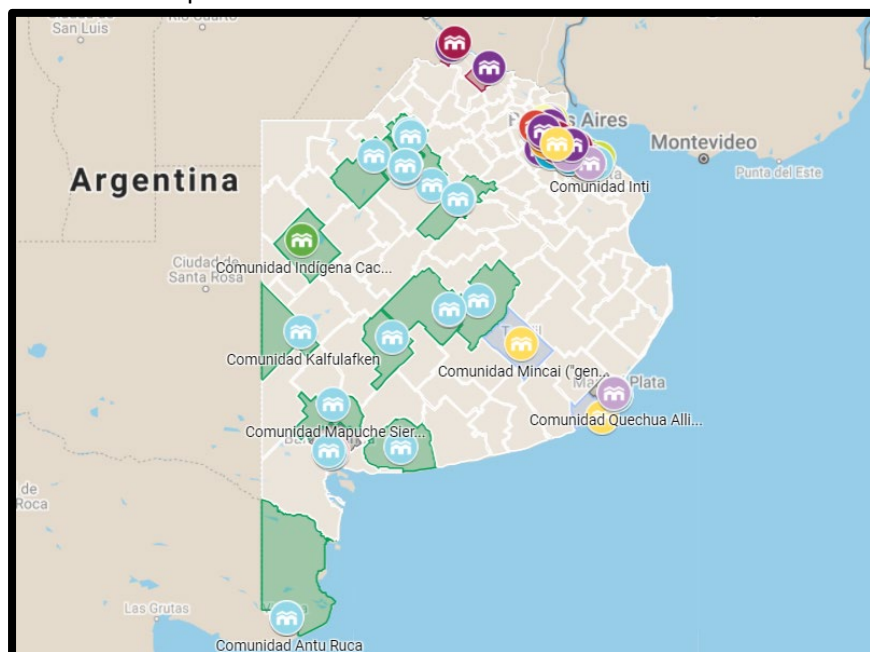 San Luis
Aires
Montevideo
Punta del Este
Argentina
Comunidad Inti
Ciudad de
Santa Rosa
Comunidad Indígena Cac...
Comunidad Kalfulafken
Comunidad Mincai ("gen...
Plata
Comunidad Quechua Alli...
Comunidad Mapuche Sier...
de
Roca
Las Grutas
Comunidad Antu Ruca